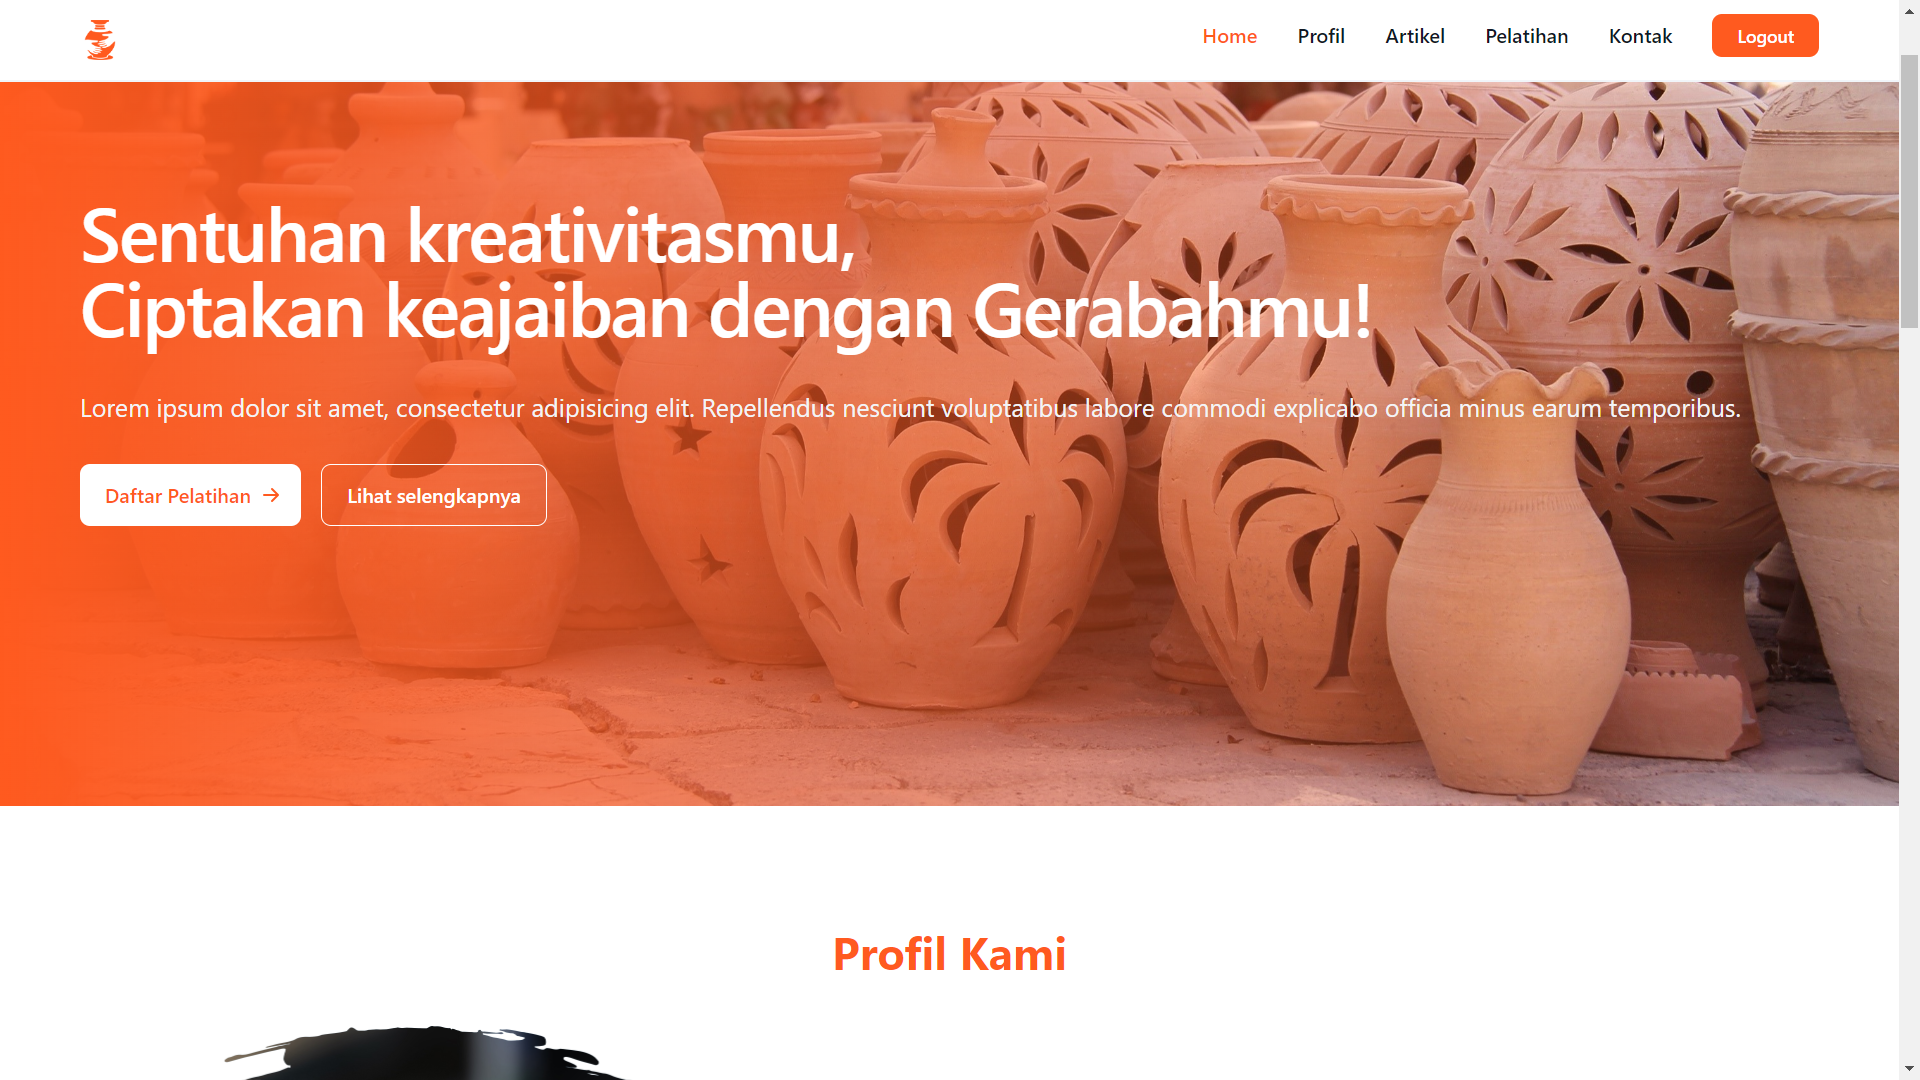 Home
Profil
Artikel
Pelatihan
Kontak
Logout
Sentuhan kreativitasmu,
Ciptakan keajaiban dengan Gerabahmu!
Lorem ipsum dolor sit amet, consectetur adipisicing elit. Repellendus nesciunt voluptatibus labore commodi explicabo officia minus earum temporibus.
Daftar Pelatihan →
Lihat selengkapnya
Profil Kami